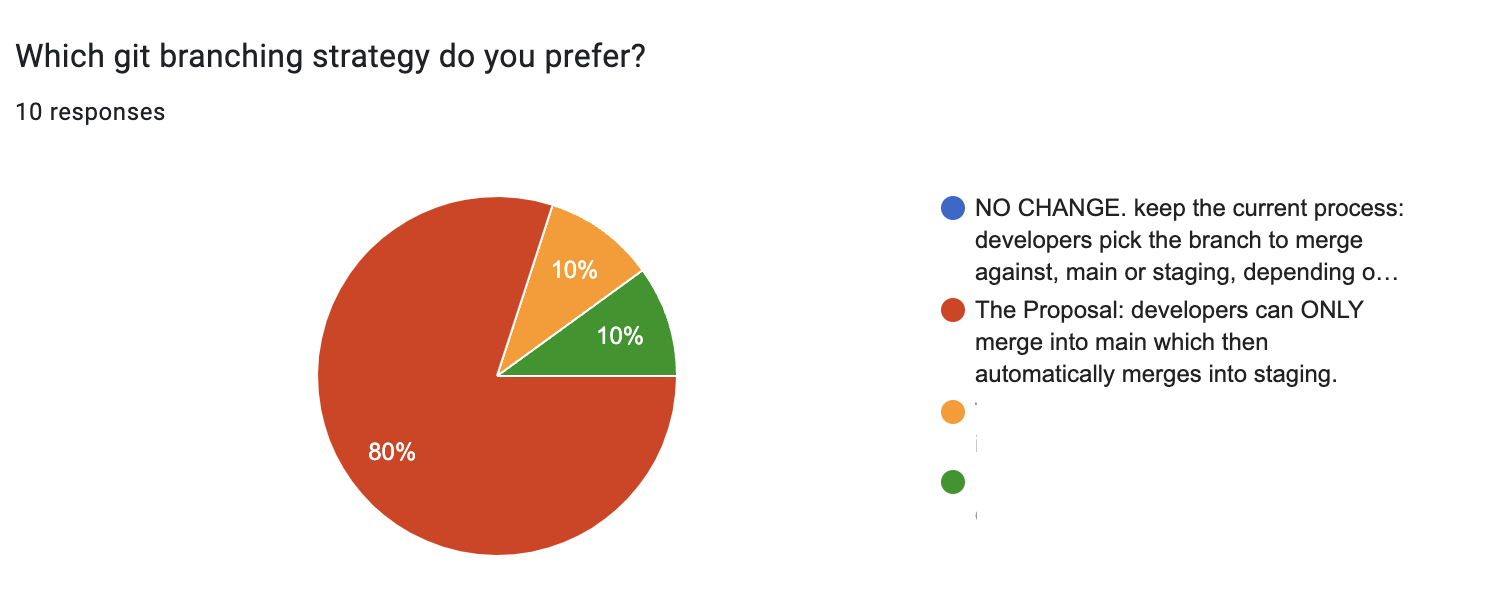 Which git branching strategy do you prefer?
10 responses
10%
10%
80%
NO CHANGE. keep the current process:
developers pick the branch to merge
against, main or staging, depending o…
The Proposal: developers can ONLY
merge into main which then
automatically merges into staging.